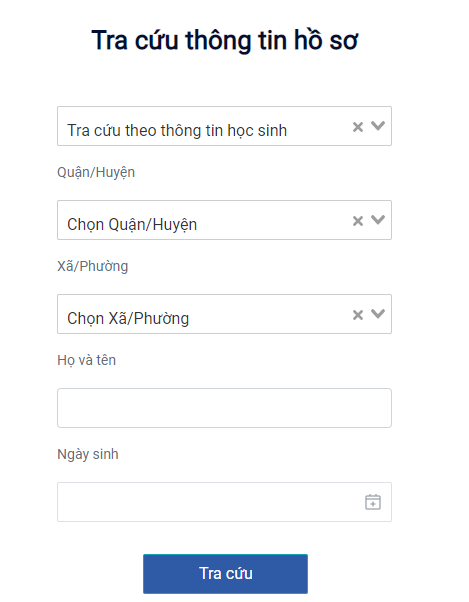 Tra cứu thông tin hồ sơ
Tra cứu theo thông tin học sinh
Quận/Huyện
Chọn Quận/Huyện
Xã/Phường
Chọn Xã/Phường
Họ và tên
Ngày sinh
Tra cứu